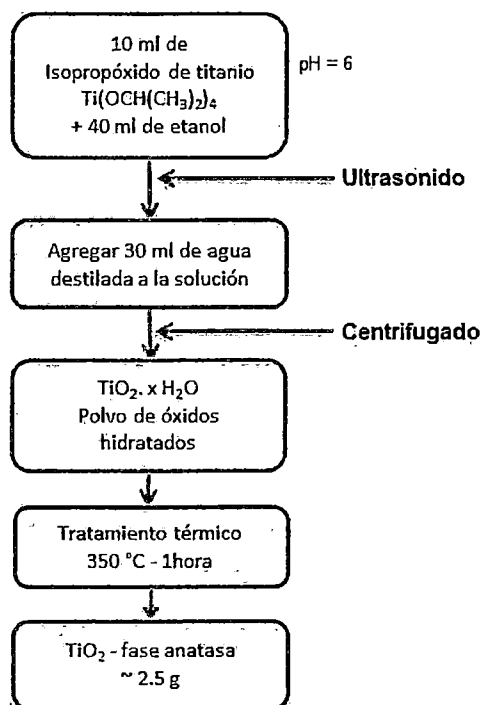 10 ml de
Isopropóxido de titanio
Ti(OCH(CH₃)₂)₄
+ 40 ml de etanol
pH = 6
Ultrasonido
Agregar 30 ml de agua
destilada a la solución
Centrifugado
TiO₂. x H₂O
Polvo de óxidos
hidratados
Tratamiento térmico
350 °C - 1hora
TiO₂ - fase anatasa
~ 2.5 g